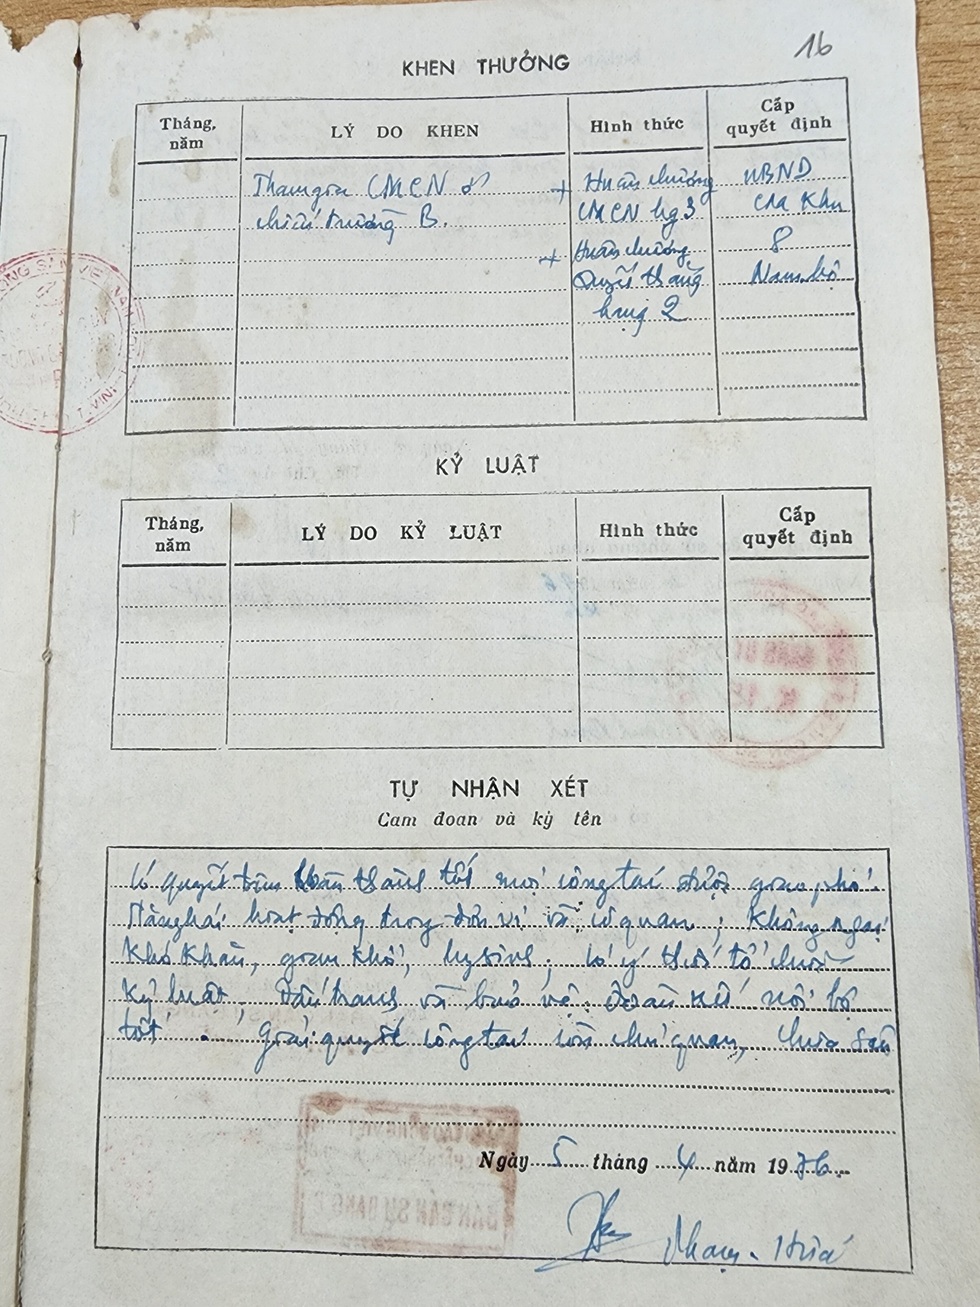 16
KHEN THƯỞNG
Tháng, năm
LÝ DO KHEN
Hình thức
Cấp quyết định
Tham gia CMCN ở
chiến trường B.
+ Huân chương
CMCN hg 3
+ Huân chương
Quyết thắng
hạng 2
UBND
CM Khu
8
Nam bộ
KỶ LUẬT
Tháng, năm
LÝ DO KỶ LUẬT
Hình thức
Cấp quyết định
TỰ NHẬN XÉT
Cam đoan và ký tên
Có quyết tâm hoàn thành tốt mọi công tác được giao phó.
Hăng hái hoạt động trong đơn vị và cơ quan; không ngại
khó khăn, gian khổ, hy sinh; có ý thức tổ chức
kỷ luật. Đấu tranh và bảo vệ đoàn kết nội bộ
tốt. Giải quyết công tác còn chủ quan, chưa sâu
Ngày 5 tháng 4 năm 1976.
Phạm